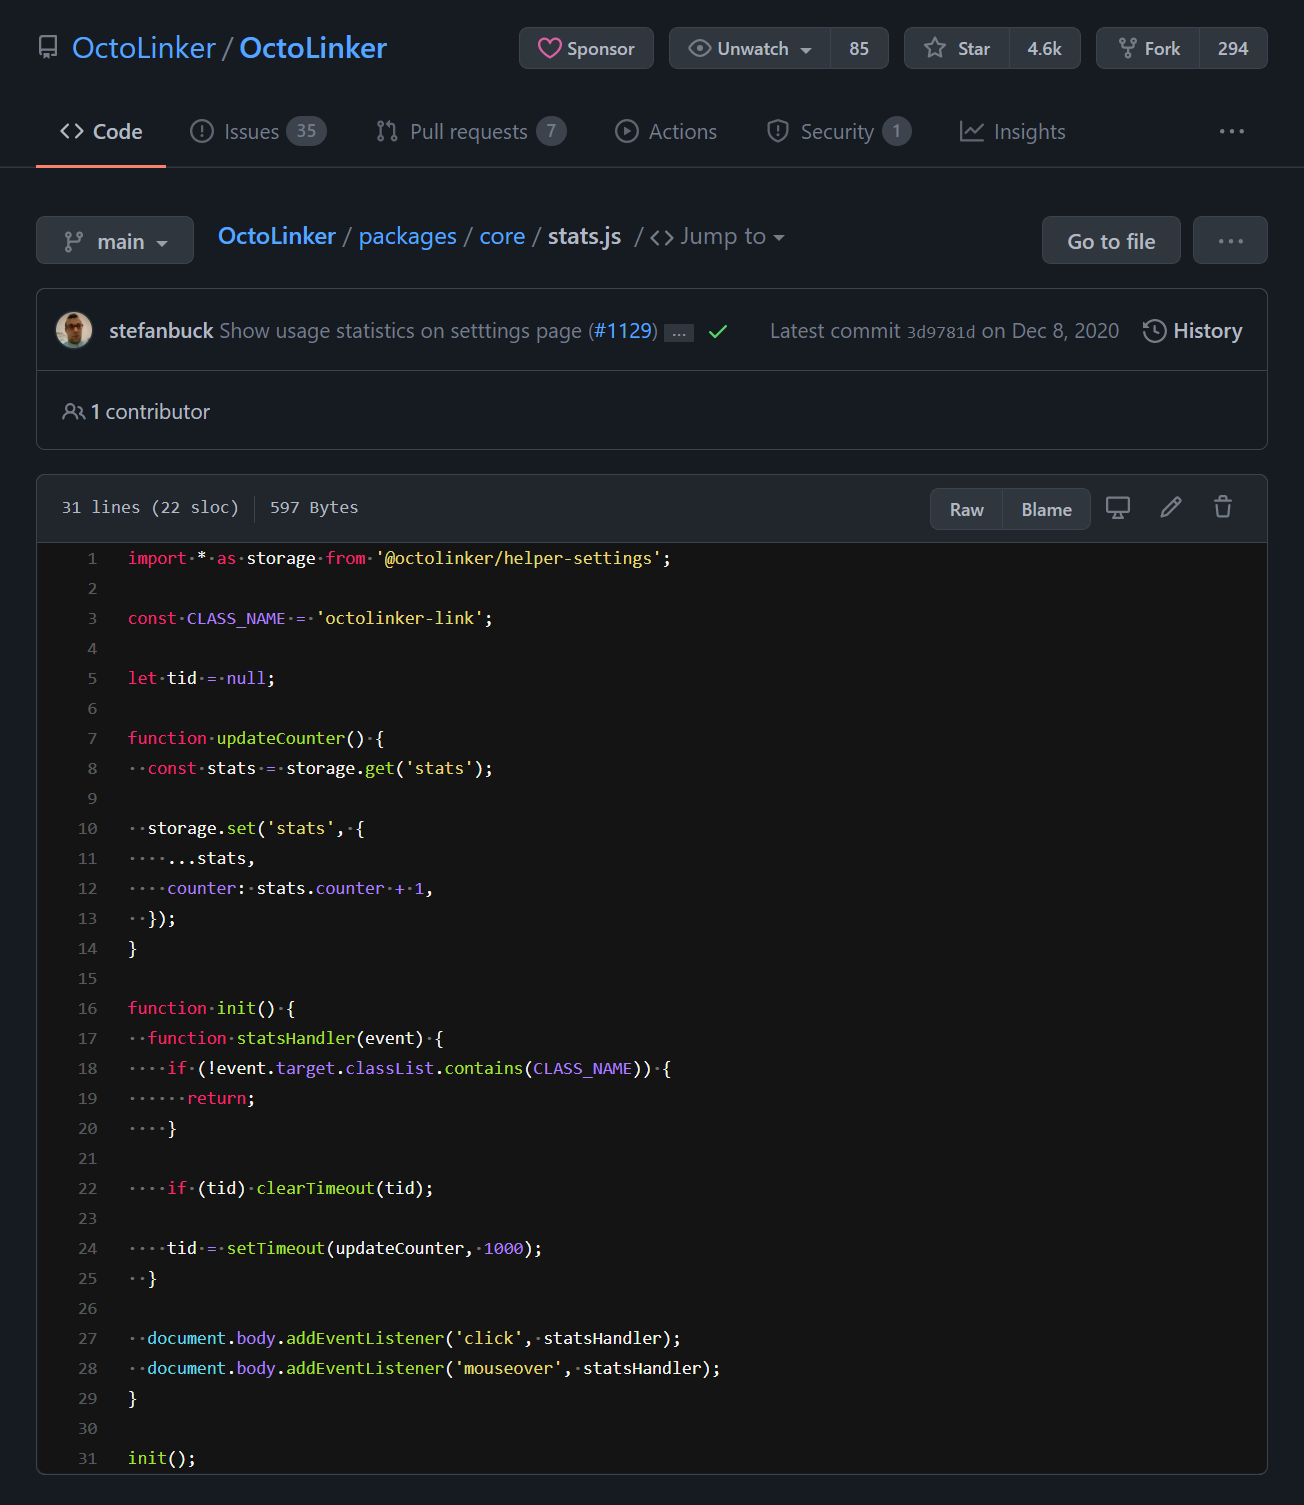 OctoLinker / OctoLinker
Sponsor Unwatch 85 Star 4.6k Fork 294
Code Issues 35 Pull requests 7 Actions Security 1 Insights ...
main OctoLinker / packages / core / stats.js / <> Jump to Go to file ...
stefanbuck Show usage statistics on setttings page (#1129) ... Latest commit 3d9781d on Dec 8, 2020 History
1 contributor
31 lines (22 sloc) 597 Bytes Raw Blame
1 import·*·as·storage·from·'@octolinker/helper-settings';
2
3 const·CLASS_NAME·=·'octolinker-link';
4
5 let·tid·=·null;
6
7 function·updateCounter()·{
8 ··const·stats·=·storage.get('stats');
9
10 ··storage.set('stats',·{
11 ····...stats,
12 ····counter:·stats.counter·+·1,
13 ··});
14 }
15
16 function·init()·{
17 ··function·statsHandler(event)·{
18 ····if·(!event.target.classList.contains(CLASS_NAME))·{
19 ······return;
20 ····}
21
22 ····if·(tid)·clearTimeout(tid);
23
24 ····tid·=·setTimeout(updateCounter,·1000);
25 ··}
26
27 ··document.body.addEventListener('click',·statsHandler);
28 ··document.body.addEventListener('mouseover',·statsHandler);
29 }
30
31 init();